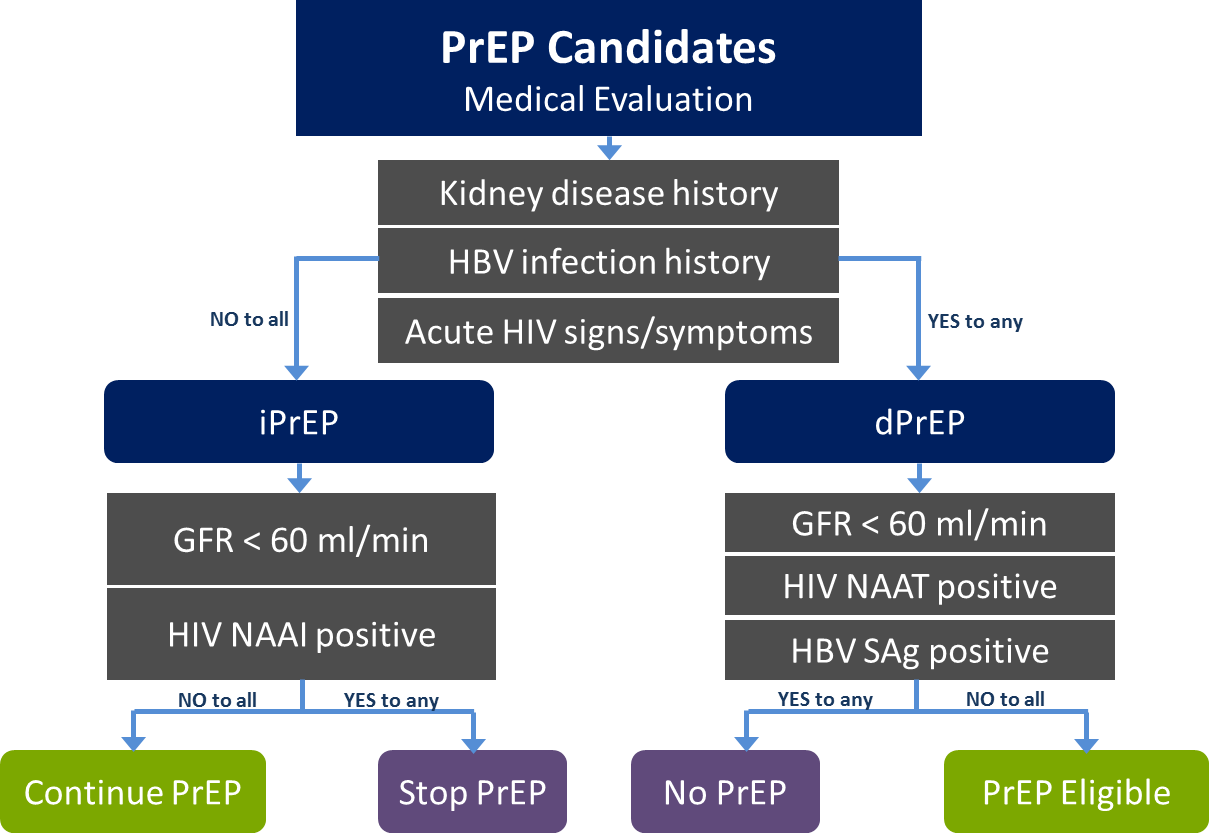 PrEP Candidates
Medical Evaluation
Kidney disease history
HBV infection history
Acute HIV signs/symptoms
NO to all
YES to any
iPrEP
dPrEP
GFR < 60 ml/min
HIV NAAI positive
GFR < 60 ml/min
HIV NAAT positive
HBV SAg positive
NO to all
YES to any
YES to any
NO to all
Continue PrEP
Stop PrEP
No PrEP
PrEP Eligible